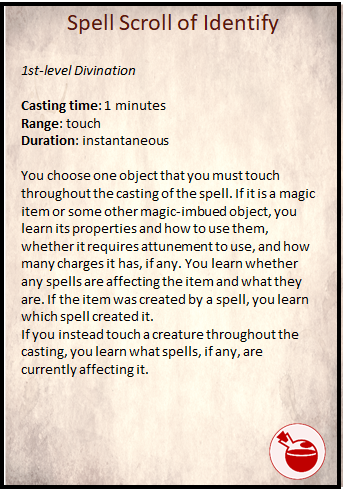 Spell Scroll of Identify
1st-level Divination
Casting time: 1 minutes
Range: touch
Duration: instantaneous
You choose one object that you must touch
throughout the casting of the spell. If it is a magic
item or some other magic-imbued object, you
learn its properties and how to use them,
whether it requires attunement to use, and how
many charges it has, if any. You learn whether
any spells are affecting the item and what they
are. If the item was created by a spell, you learn
which spell created it.
If you instead touch a creature throughout the
casting, you learn what spells, if any, are
currently affecting it.